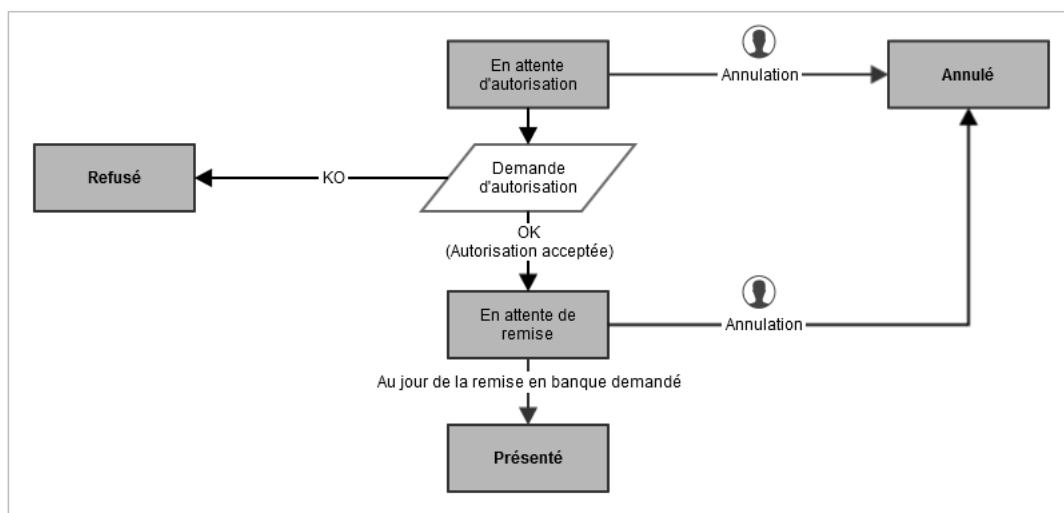 En attente
d'autorisation
Annulation
Annulé
Refusé
KO
Demande
d'autorisation
OK
(Autorisation acceptée)
En attente de
remise
Annulation
Au jour de la remise en banque demandé
Présenté